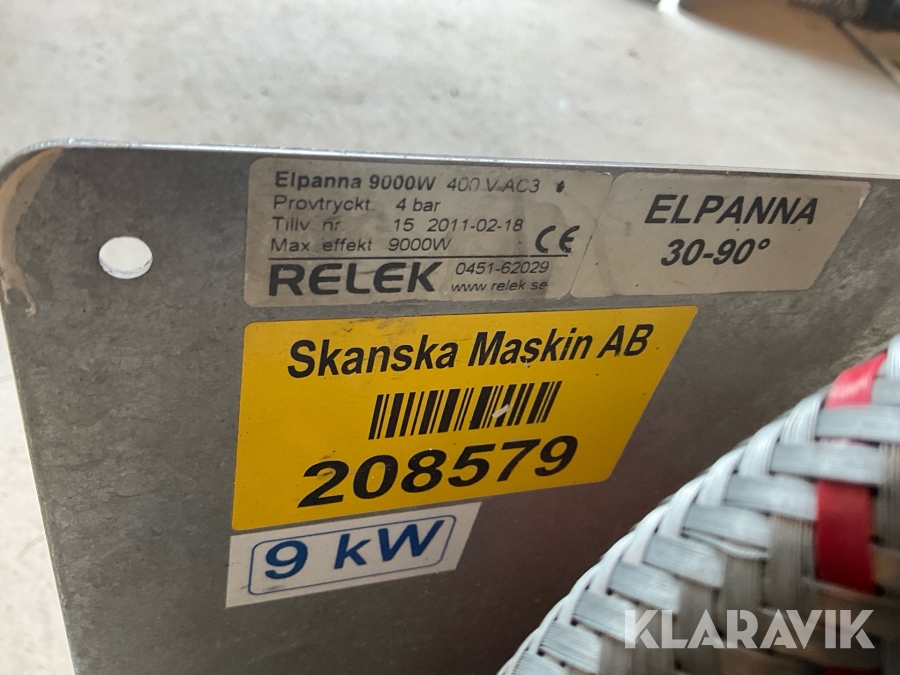 Elpanna 9000W 400 V AC3
Provtryckt 4 bar
Tillv. nr. 15 2011-02-18
Max effekt 9000W CE
RELEK 0451-62029
www.relek.se
ELPANNA
30-90°
Skanska Maskin AB
208579
9 kW
KLARAVIK